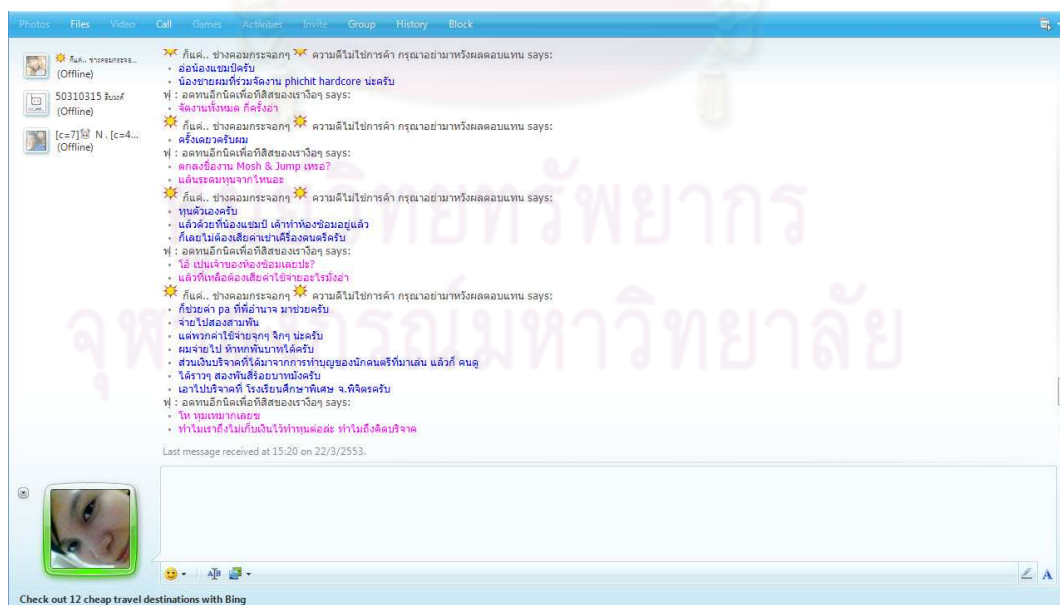 Photos Files Video Call Games Activities Invite Group History Block
ก็แค่.. ช่างคอมกระจอ...
(Offline)
50310315 ธีบรงค์
(Offline)
[c=7] N . [c=4...
(Offline)
ก็แค่.. ช่างคอมกระจอกๆ ความดีไม่ใช่การค้า กรุณาอย่ามาหวังผลตอบแทน says:
อ่อน้องแชมป์ครับ
น้องชายผมที่ร่วมจัดงาน phichit hardcore น่ะครับ
ฟุ : อดทนอีกนิดเพื่อทีสิสของเราง๊อๆ says:
จัดงานทั้งหมด กี่ครั้งอ่า
ก็แค่.. ช่างคอมกระจอกๆ ความดีไม่ใช่การค้า กรุณาอย่ามาหวังผลตอบแทน says:
ครั้งเดยวครับผม
ฟุ : อดทนอีกนิดเพื่อทีสิสของเราง๊อๆ says:
ตกลงชื่องาน Mosh & Jump เหรอ?
แล้นระดมทุนจากไหนอะ
ก็แค่.. ช่างคอมกระจอกๆ ความดีไม่ใช่การค้า กรุณาอย่ามาหวังผลตอบแทน says:
ทุนตัวเองครับ
แล้วด้วยที่น้องแชมป์ เค้าทำห้องซ้อมอยู่แล้ว
ก็เลยไม่ต้องเสียค่าเช่าเคื่รองดนตรีครับ
ฟุ : อดทนอีกนิดเพื่อทีสิสของเราง๊อๆ says:
โอ้ เปนเจ้าของห้องซ้อมเลยปะ?
แล้วที่เหลือต้องเสียค่าใช้จ่ายอะไรมั่งอ่า
ก็แค่.. ช่างคอมกระจอกๆ ความดีไม่ใช่การค้า กรุณาอย่ามาหวังผลตอบแทน says:
ก็ช่วยค่า pa ที่พี่อำนาจ มาช่วยครับ
จ่ายไปสองสามพัน
แต่พวกค่าใช้จ่ายจุกๆ จิกๆ น่ะครับ
ผมจ่ายไป ห้าหกพันบาทได้ครับ
ส่วนเงินบริจาคที่ได้มาจากการทำบุญของนักดนตรีที่มาเล่น แล้วก็ คนดู
ได้ราวๆ สองพันสี่ร้อยบาทมังครับ
เอาไปบริจาคที่ โรงเรียนศึกษาพิเศษ จ.พิจิตรครับ
ฟุ : อดทนอีกนิดเพื่อทีสิสของเราง๊อๆ says:
โห ทุมเทมากเลยข
ทำไมเราถึงไม่เก็บเงินไว้ทำทุนต่อล่ะ ทำไมถึงคิดบริจาค
Last message received at 15:20 on 22/3/2553.
Check out 12 cheap travel destinations with Bing